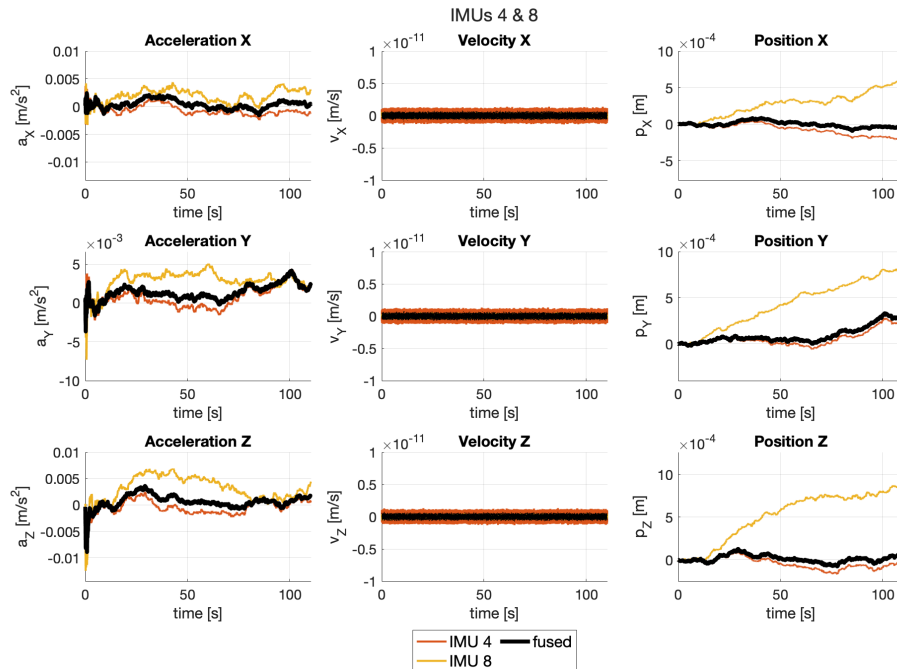 IMUs 4 & 8
Acceleration X
Velocity X
Position X
0.01
0.005
0
-0.005
-0.01
a_X [m/s²]
0 50 100
time [s]
×10⁻¹¹
1
0.5
0
-0.5
-1
v_X [m/s]
0 50 100
time [s]
×10⁻⁴
10
5
0
-5
p_X [m]
0 50 100
time [s]
Acceleration Y
Velocity Y
Position Y
×10⁻³
5
0
-5
-10
a_Y [m/s²]
0 50 100
time [s]
×10⁻¹¹
1
0.5
0
-0.5
-1
v_Y [m/s]
0 50 100
time [s]
×10⁻⁴
10
5
0
p_Y [m]
0 50 100
time [s]
Acceleration Z
Velocity Z
Position Z
0.01
0.005
0
-0.005
-0.01
a_Z [m/s²]
0 50 100
time [s]
×10⁻¹¹
1
0.5
0
-0.5
-1
v_Z [m/s]
0 50 100
time [s]
×10⁻⁴
10
5
0
p_Z [m]
0 50 100
time [s]
IMU 4 fused
IMU 8